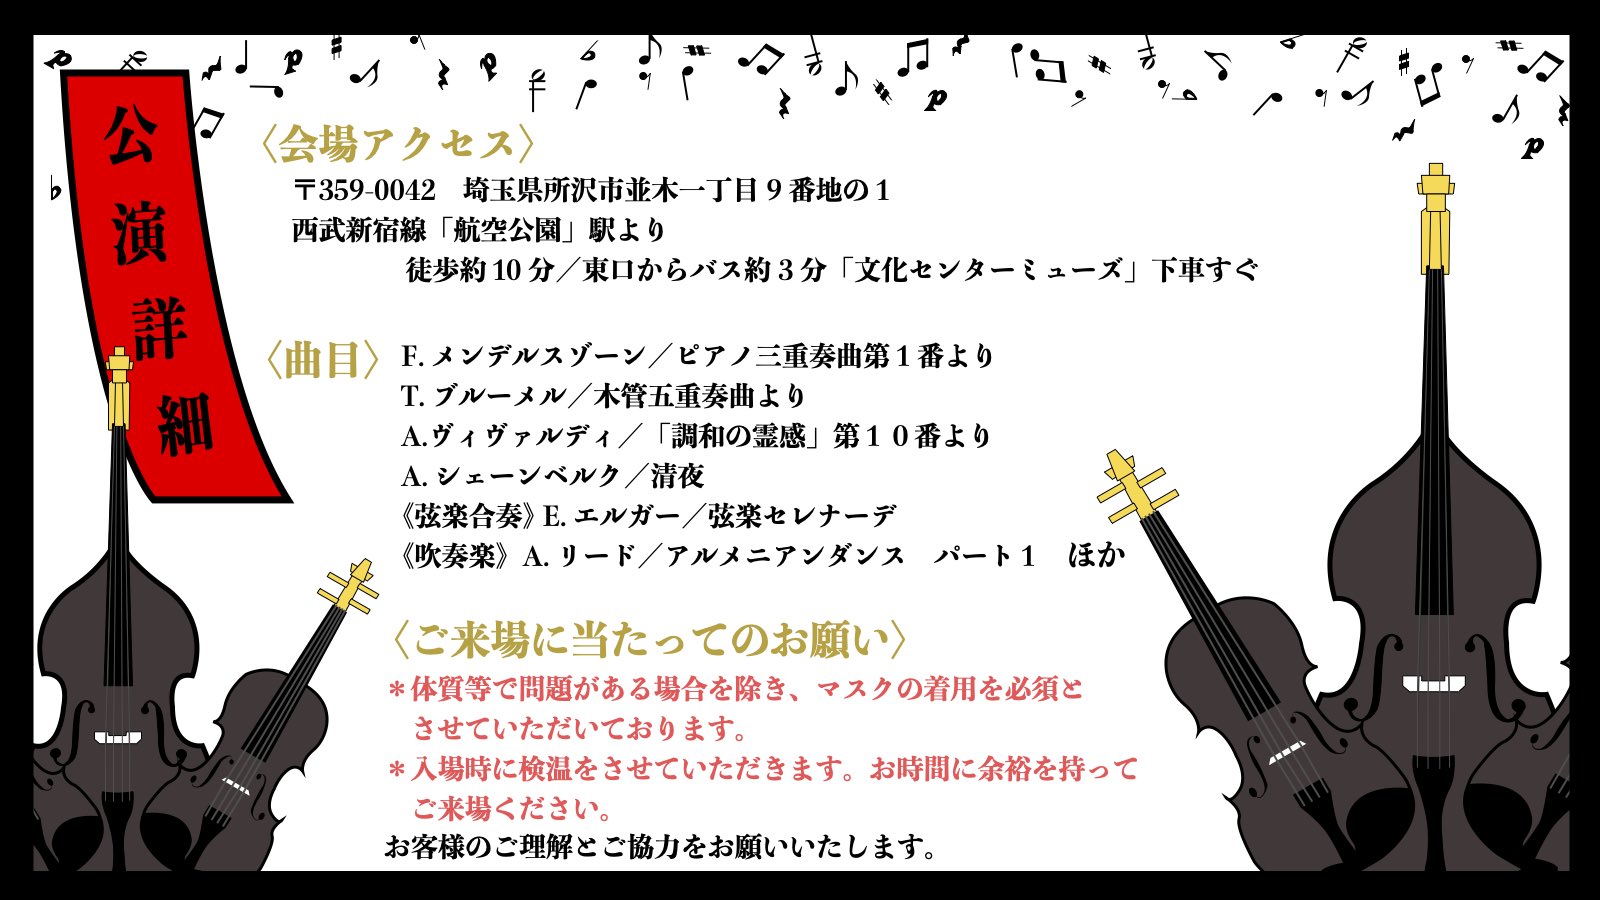 公演詳細
〈会場アクセス〉
〒359-0042　埼玉県所沢市並木一丁目9番地の1
西武新宿線「航空公園」駅より
徒歩約10分／東口からバス約3分「文化センターミューズ」下車すぐ
〈曲目〉 F. メンデルスゾーン／ピアノ三重奏曲第1番より
T. ブルーメル／木管五重奏曲より
A.ヴィヴァルディ／「調和の霊感」第１０番より
A. シェーンベルク／清夜
《弦楽合奏》E. エルガー／弦楽セレナーデ
《吹奏楽》A. リード／アルメニアンダンス　パート1　ほか
〈ご来場に当たってのお願い〉
＊体質等で問題がある場合を除き、マスクの着用を必須と
させていただいております。
＊入場時に検温をさせていただきます。お時間に余裕を持って
ご来場ください。
お客様のご理解とご協力をお願いいたします。